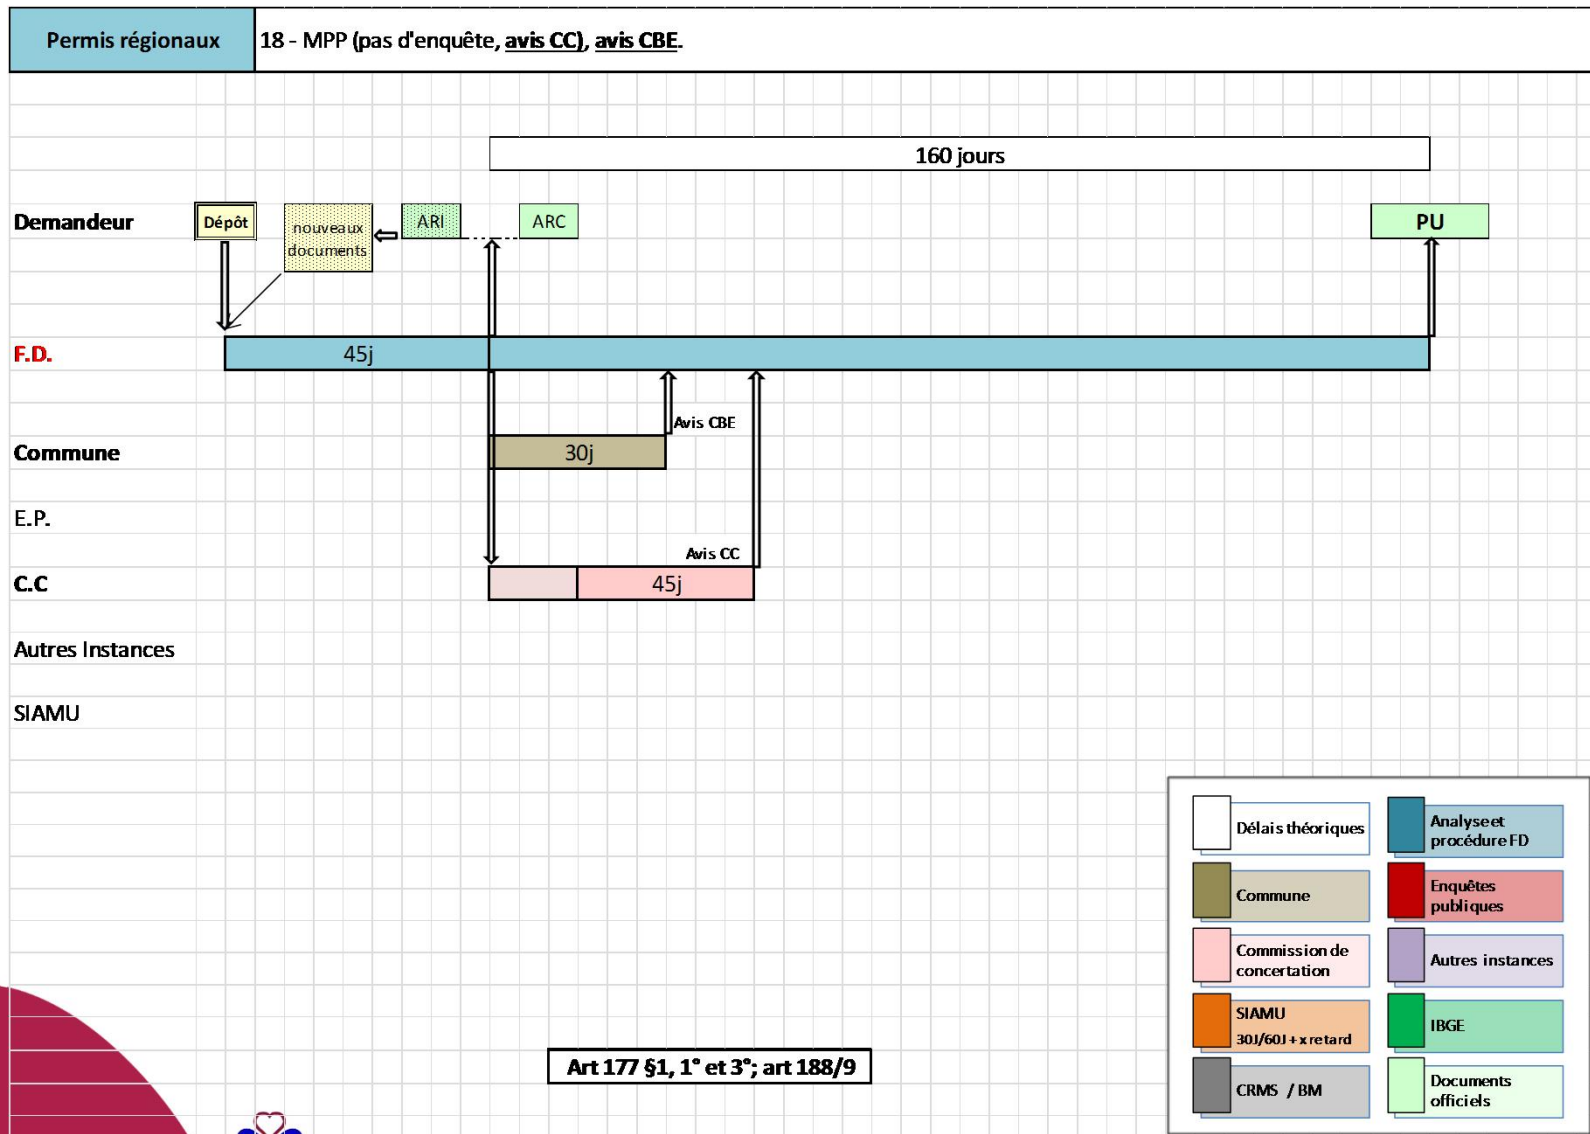 Permis régionaux
18 - MPP (pas d'enquête, avis CC), avis CBE.
160 jours
Demandeur
Dépôt
nouveaux
documents
ARI
ARC
PU
F.D.
45j
Avis CBE
Commune
30j
E.P.
Avis CC
C.C
45j
Autres Instances
SIAMU
Délais théoriques
Analyse et
procédure FD
Commune
Enquêtes
publiques
Commission de
concertation
Autres instances
SIAMU
30J/60J + x retard
IBGE
CRMS / BM
Documents
officiels
Art 177 §1, 1° et 3°; art 188/9